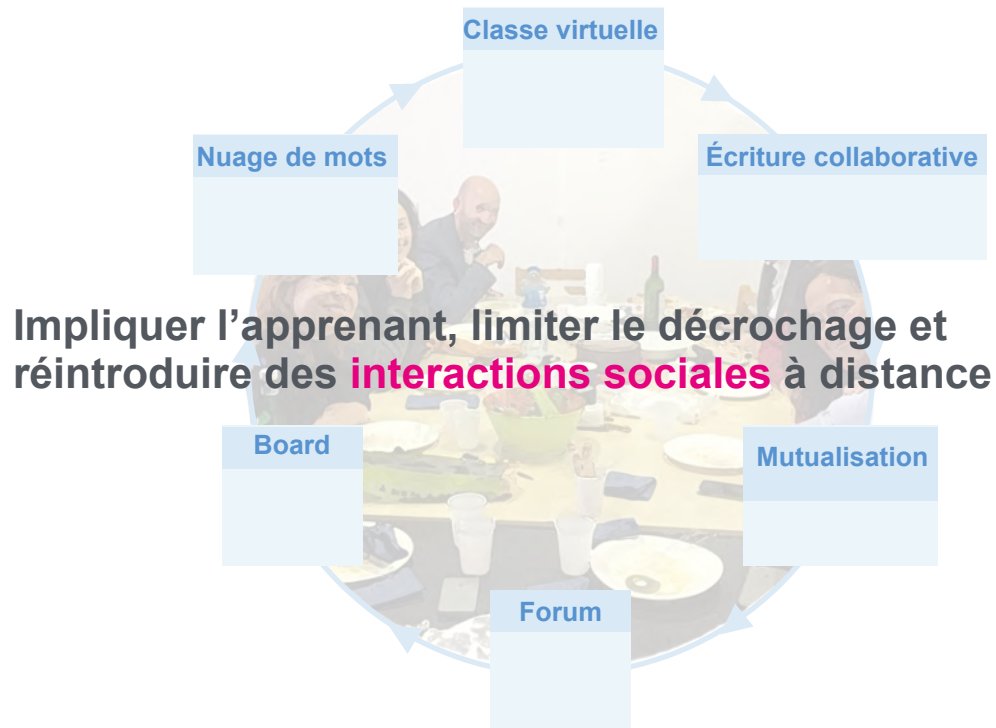 Classe virtuelle
Nuage de mots
Écriture collaborative
Impliquer l’apprenant, limiter le décrochage et
réintroduire des interactions sociales à distance
Board
Mutualisation
Forum